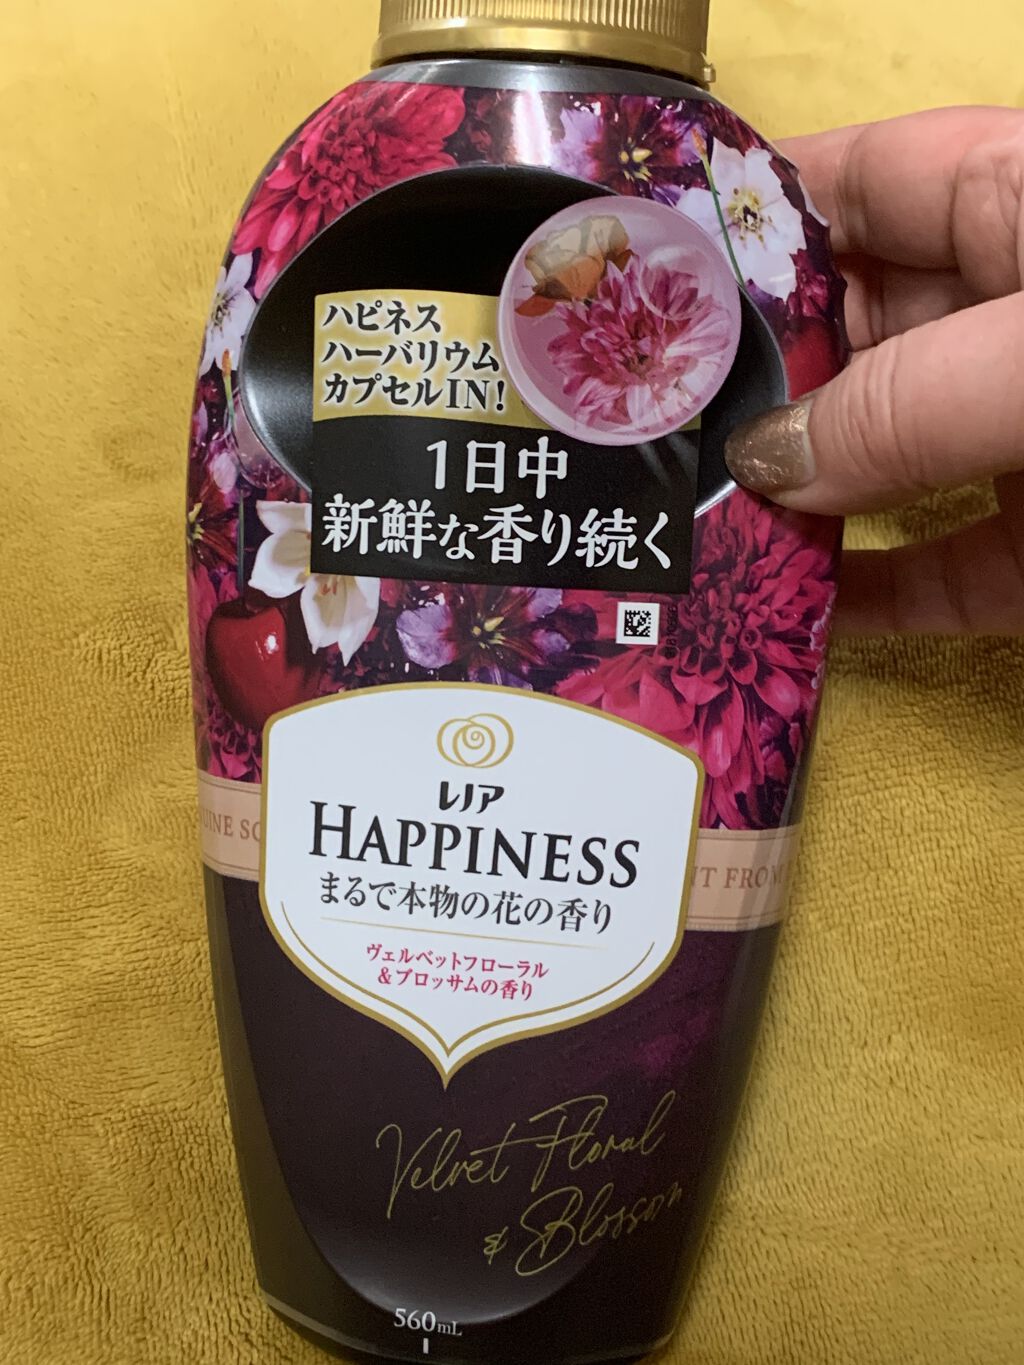 ハピネス
ハーバリウム
カプセルIN!
1日中
新鮮な香り続く
レノア
HAPPINESS
まるで本物の花の香り
ヴェルベットフローラル
&ブロッサムの香り
Velvet Floral
& Blossom
560mL